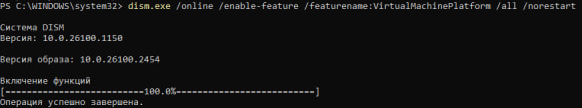 PS C:\WINDOWS\system32> dism.exe /online /enable-feature /featurename:VirtualMachinePlatform /all /norestart
Cистема DISM
Версия: 10.0.26100.1150
Версия образа: 10.0.26100.2454
Включение функций
[==========================100.0%==========================]
Операция успешно завершена.